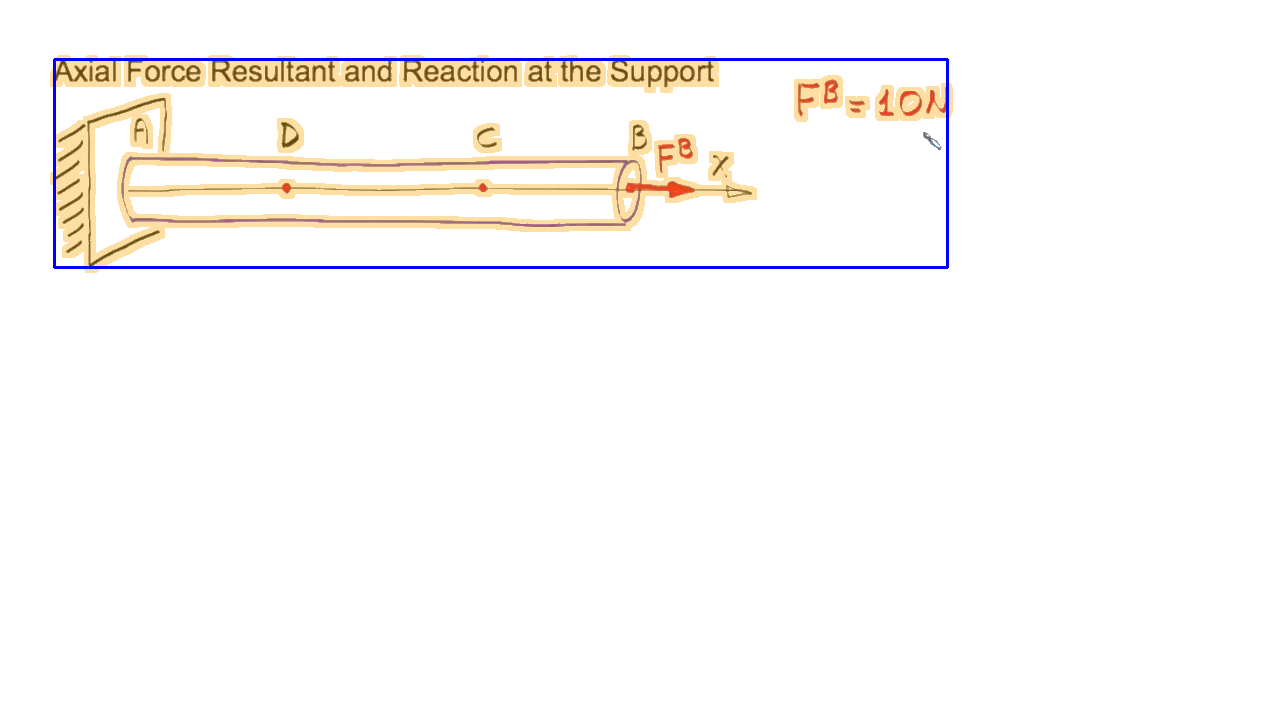 Axial Force Resultant and Reaction at the Support
F^B = 10N
A D C B F^B x